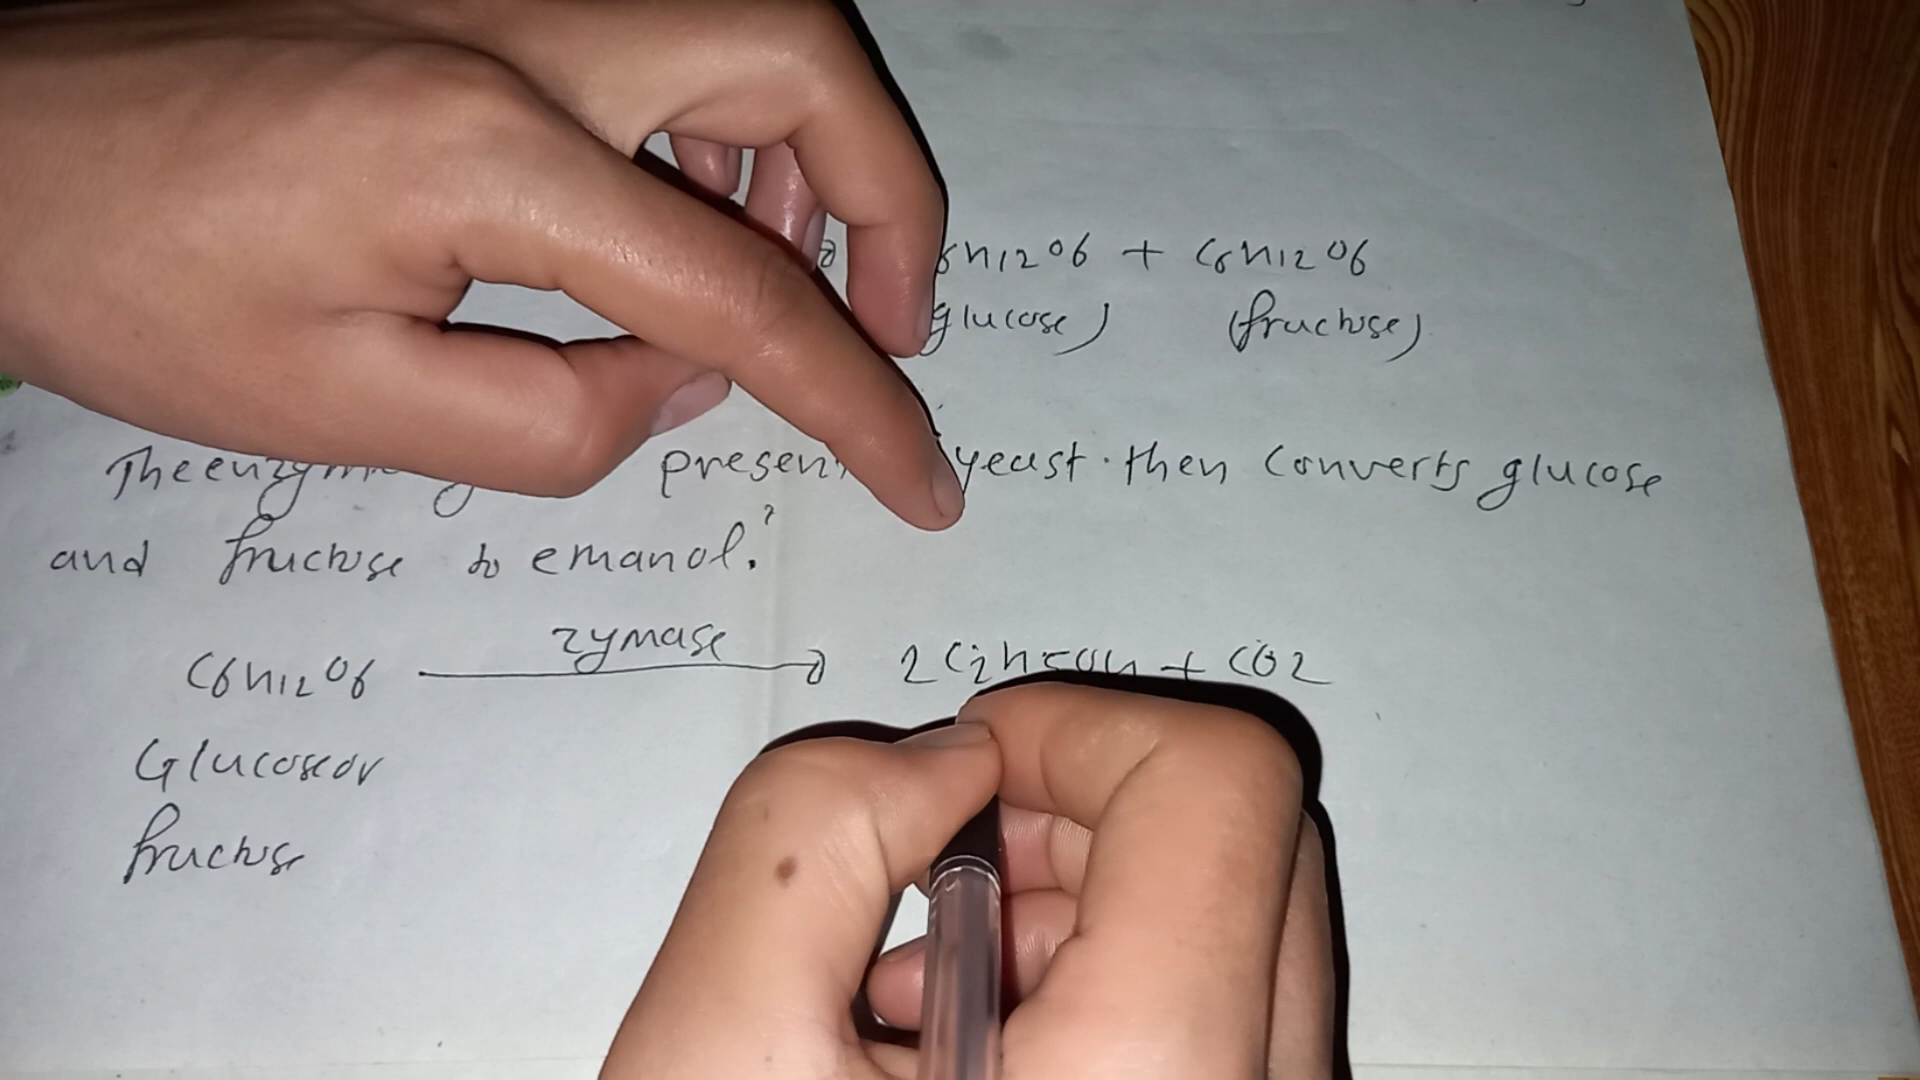 6H12O6 + C6H12O6
glucose) (fructose)
The enzym present yeast then converts glucose
and fructose to emanol.?
C6H12O6 zymase 2C2H5OH + CO2
Glucose or
fructose